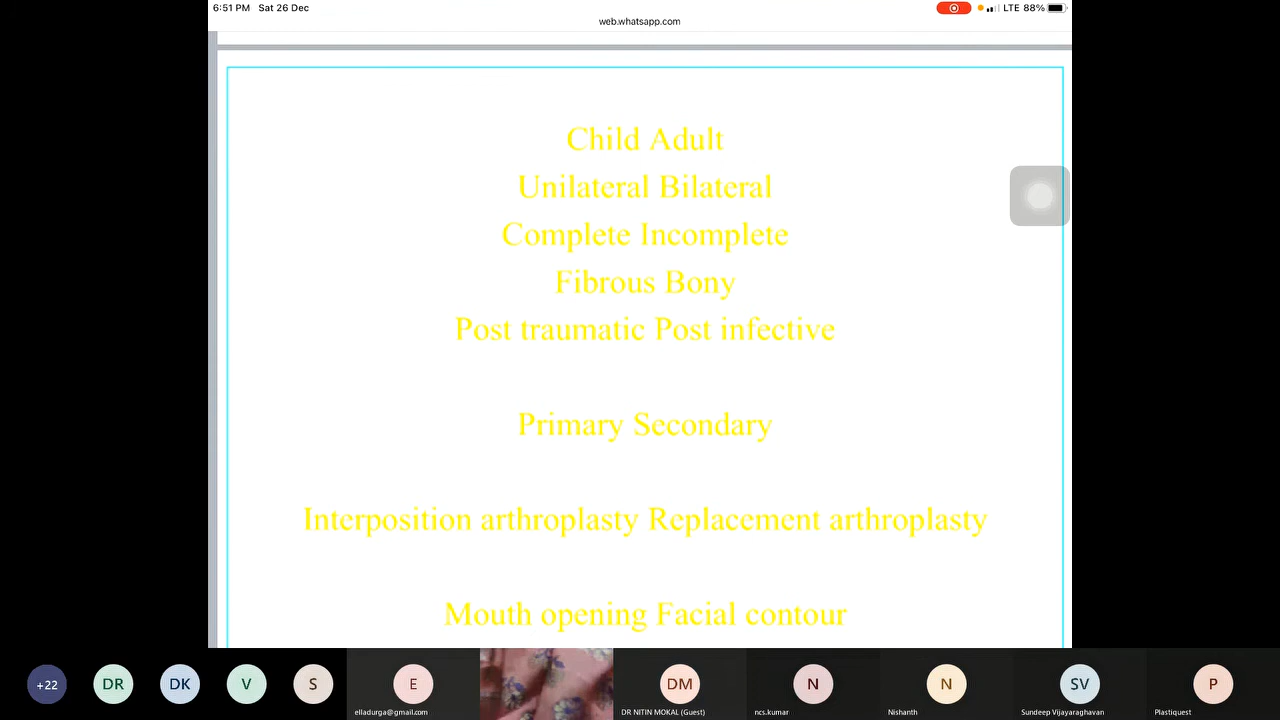 6:51 PM Sat 26 Dec
LTE 88%
web.whatsapp.com
Child Adult
Unilateral Bilateral
Complete Incomplete
Fibrous Bony
Post traumatic Post infective
Primary Secondary
Interposition arthroplasty Replacement arthroplasty
Mouth opening Facial contour
+22
DR
DK
V
S
E
DM
N
N
SV
P
elladurga@gmail.com
DR NITIN MOKAL (Guest)
ncs.kumar
Nishanth
Sundeep Vijayaraghavan
Plastiquest